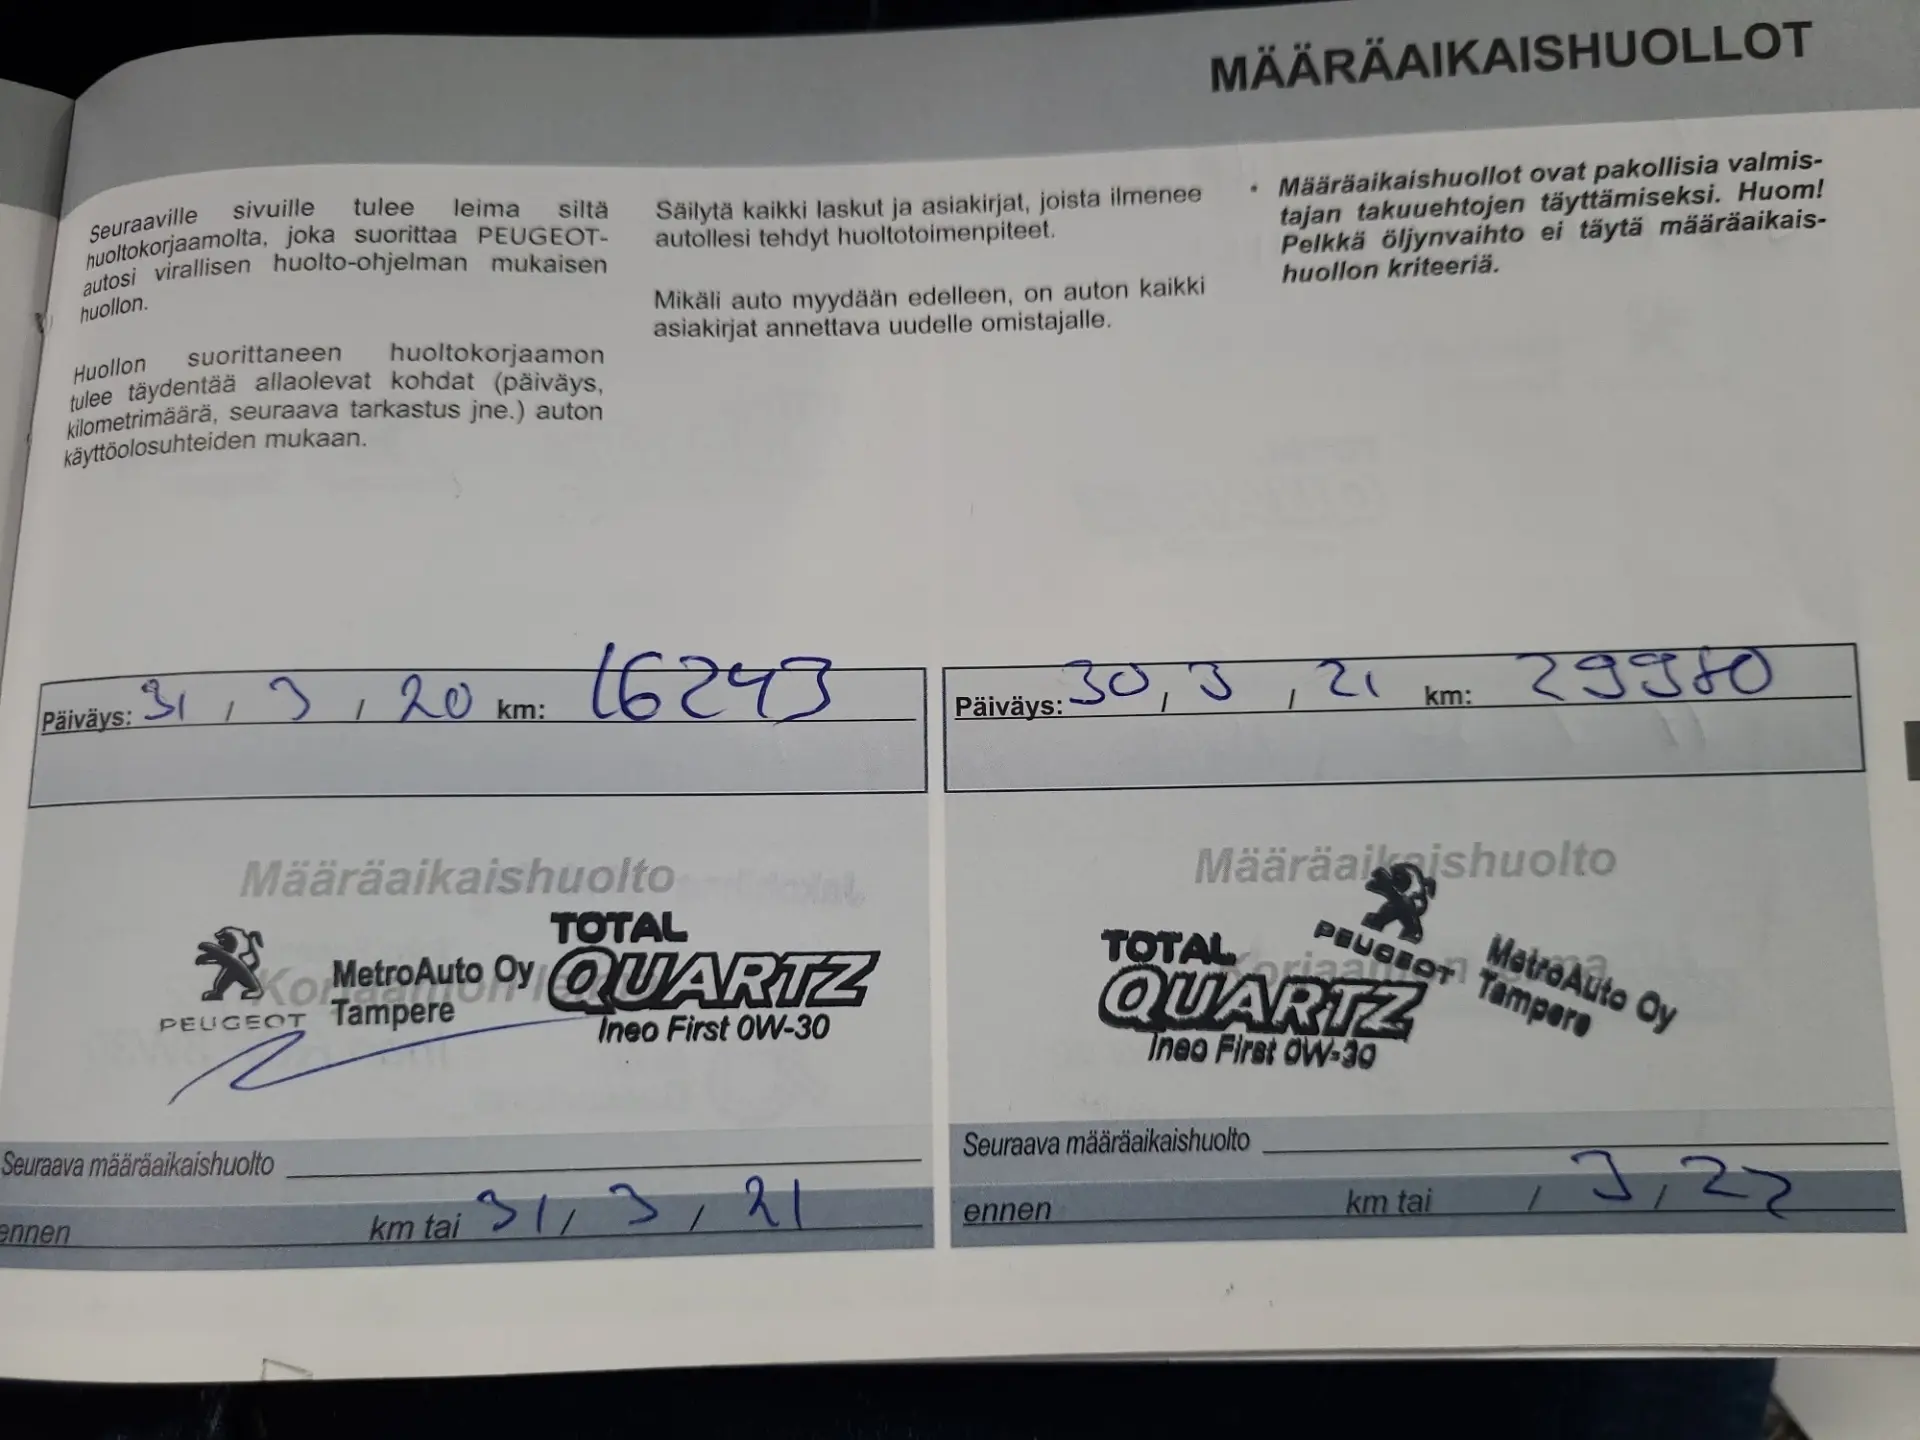 MÄÄRÄAIKAISHUOLLOT
Seuraaville sivuille tulee leima siltä
huoltokorjaamolta, joka suorittaa PEUGEOT-
autosi virallisen huolto-ohjelman mukaisen
huollon.
Huollon suorittaneen huoltokorjaamon
tulee täydentää allaolevat kohdat (päiväys,
kilometrimäärä, seuraava tarkastus jne.) auton
käyttöolosuhteiden mukaan.
Säilytä kaikki laskut ja asiakirjat, joista ilmenee
autollesi tehdyt huoltotoimenpiteet.
Mikäli auto myydään edelleen, on auton kaikki
asiakirjat annettava uudelle omistajalle.
• Määräaikaishuollot ovat pakollisia valmis-
tajan takuuehtojen täyttämiseksi. Huom!
Pelkkä öljynvaihto ei täytä määräaikais-
huollon kriteeriä.
Päiväys: 31 / 3 / 20 km: 16243
Määräaikaishuolto
PEUGEOT
MetroAuto Oy
Tampere
TOTAL
QUARTZ
Ineo First 0W-30
Seuraava määräaikaishuolto
ennen km tai 31 / 3 / 21
Päiväys: 30 / 3 / 21 km: 29980
Määräaikaishuolto
TOTAL
QUARTZ
Ineo First 0W-30
PEUGEOT
MetroAuto Oy
Tampere
Seuraava määräaikaishuolto
ennen km tai / 3 / 22